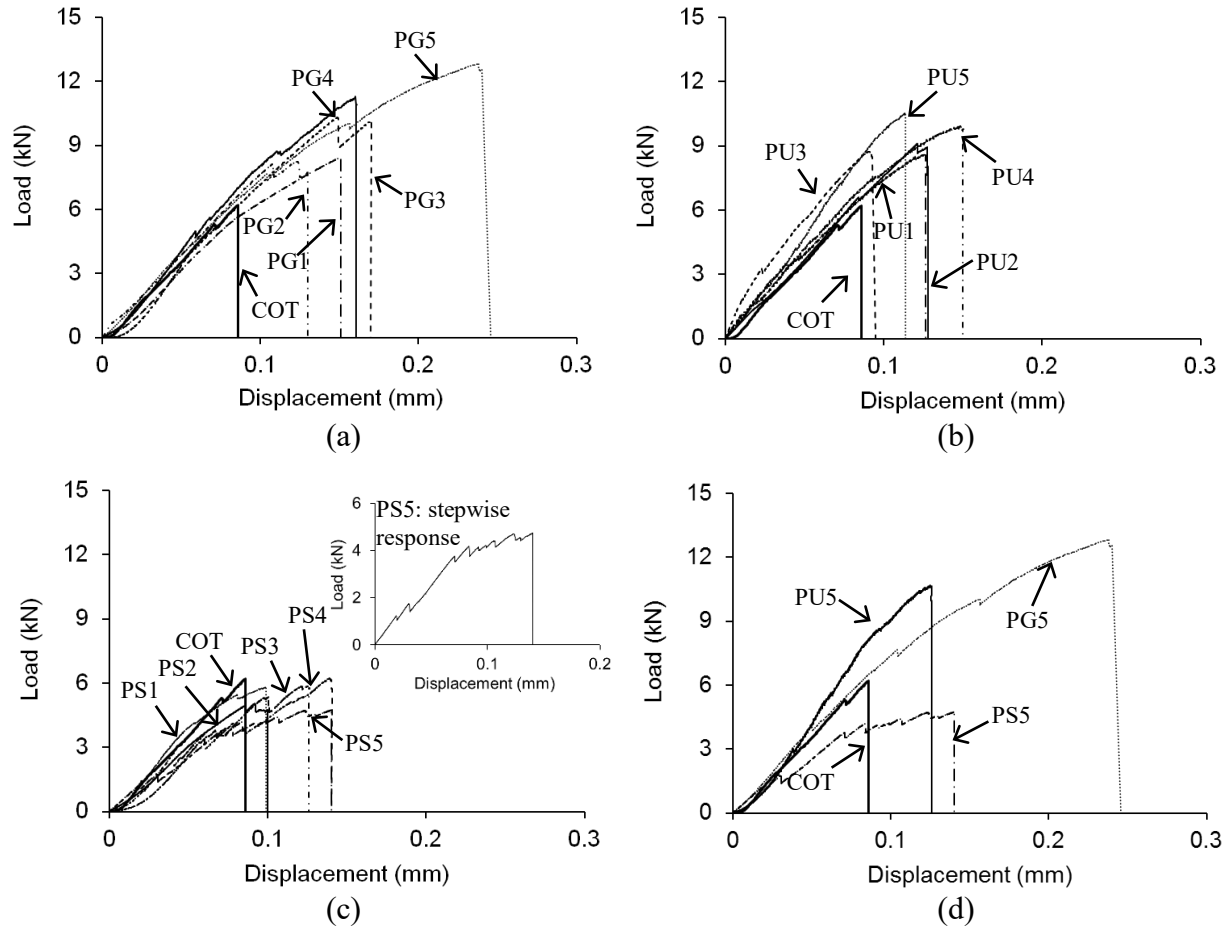 15
12
9
6
3
0
Load (kN)
PG5
PG4
PG3
PG2
PG1
COT
0 0.1 0.2 0.3
Displacement (mm)
(a)
15
12
9
6
3
0
Load (kN)
PU5
PU3
PU4
PU1
PU2
COT
0 0.1 0.2 0.3
Displacement (mm)
(b)
15
12
9
6
3
0
Load (kN)
PS4
COT
PS3
PS2
PS1
PS5
PS5: stepwise
response
6
4
2
0
Load (kN)
0 0.1 0.2
Displacement (mm)
0 0.1 0.2 0.3
Displacement (mm)
(c)
15
12
9
6
3
0
Load (kN)
PU5
PG5
PS5
COT
0 0.1 0.2 0.3
Displacement (mm)
(d)